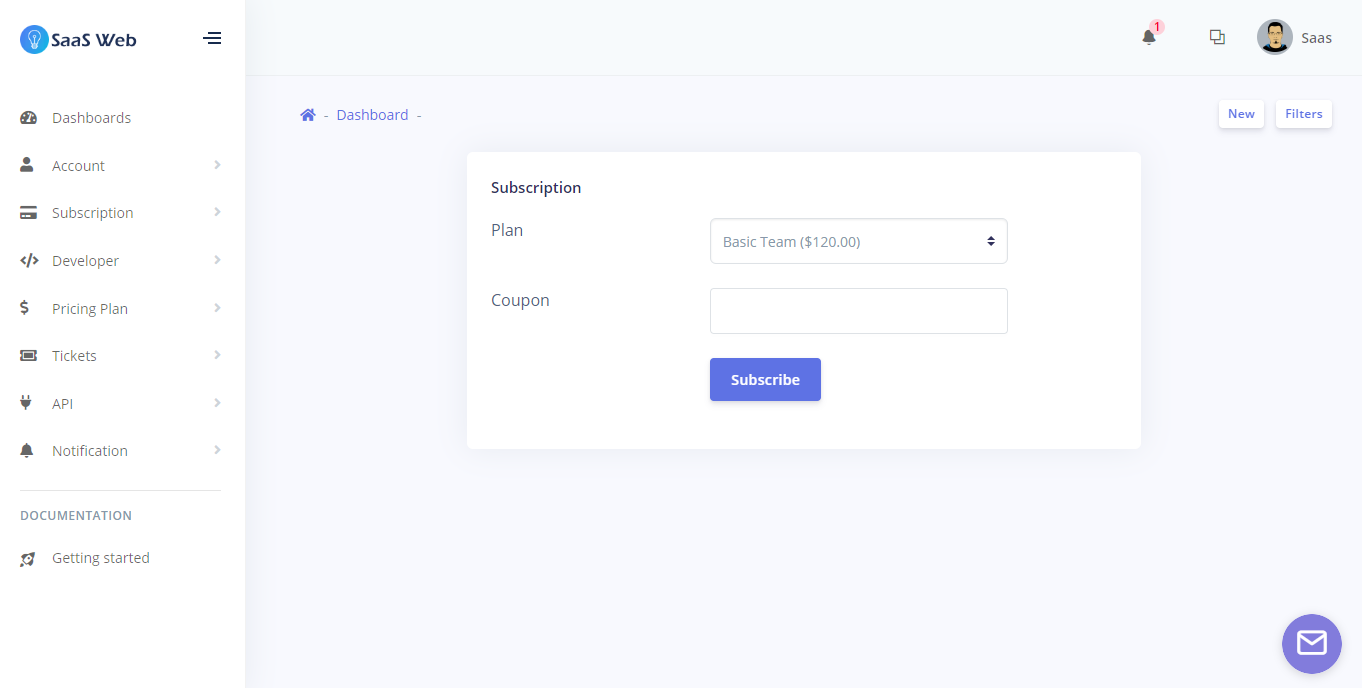 SaaS Web
1
Saas
Dashboards
Account
Subscription
Developer
Pricing Plan
Tickets
API
Notification
DOCUMENTATION
Getting started
- Dashboard -
New
Filters
Subscription
Plan
Basic Team ($120.00)
Coupon
Subscribe